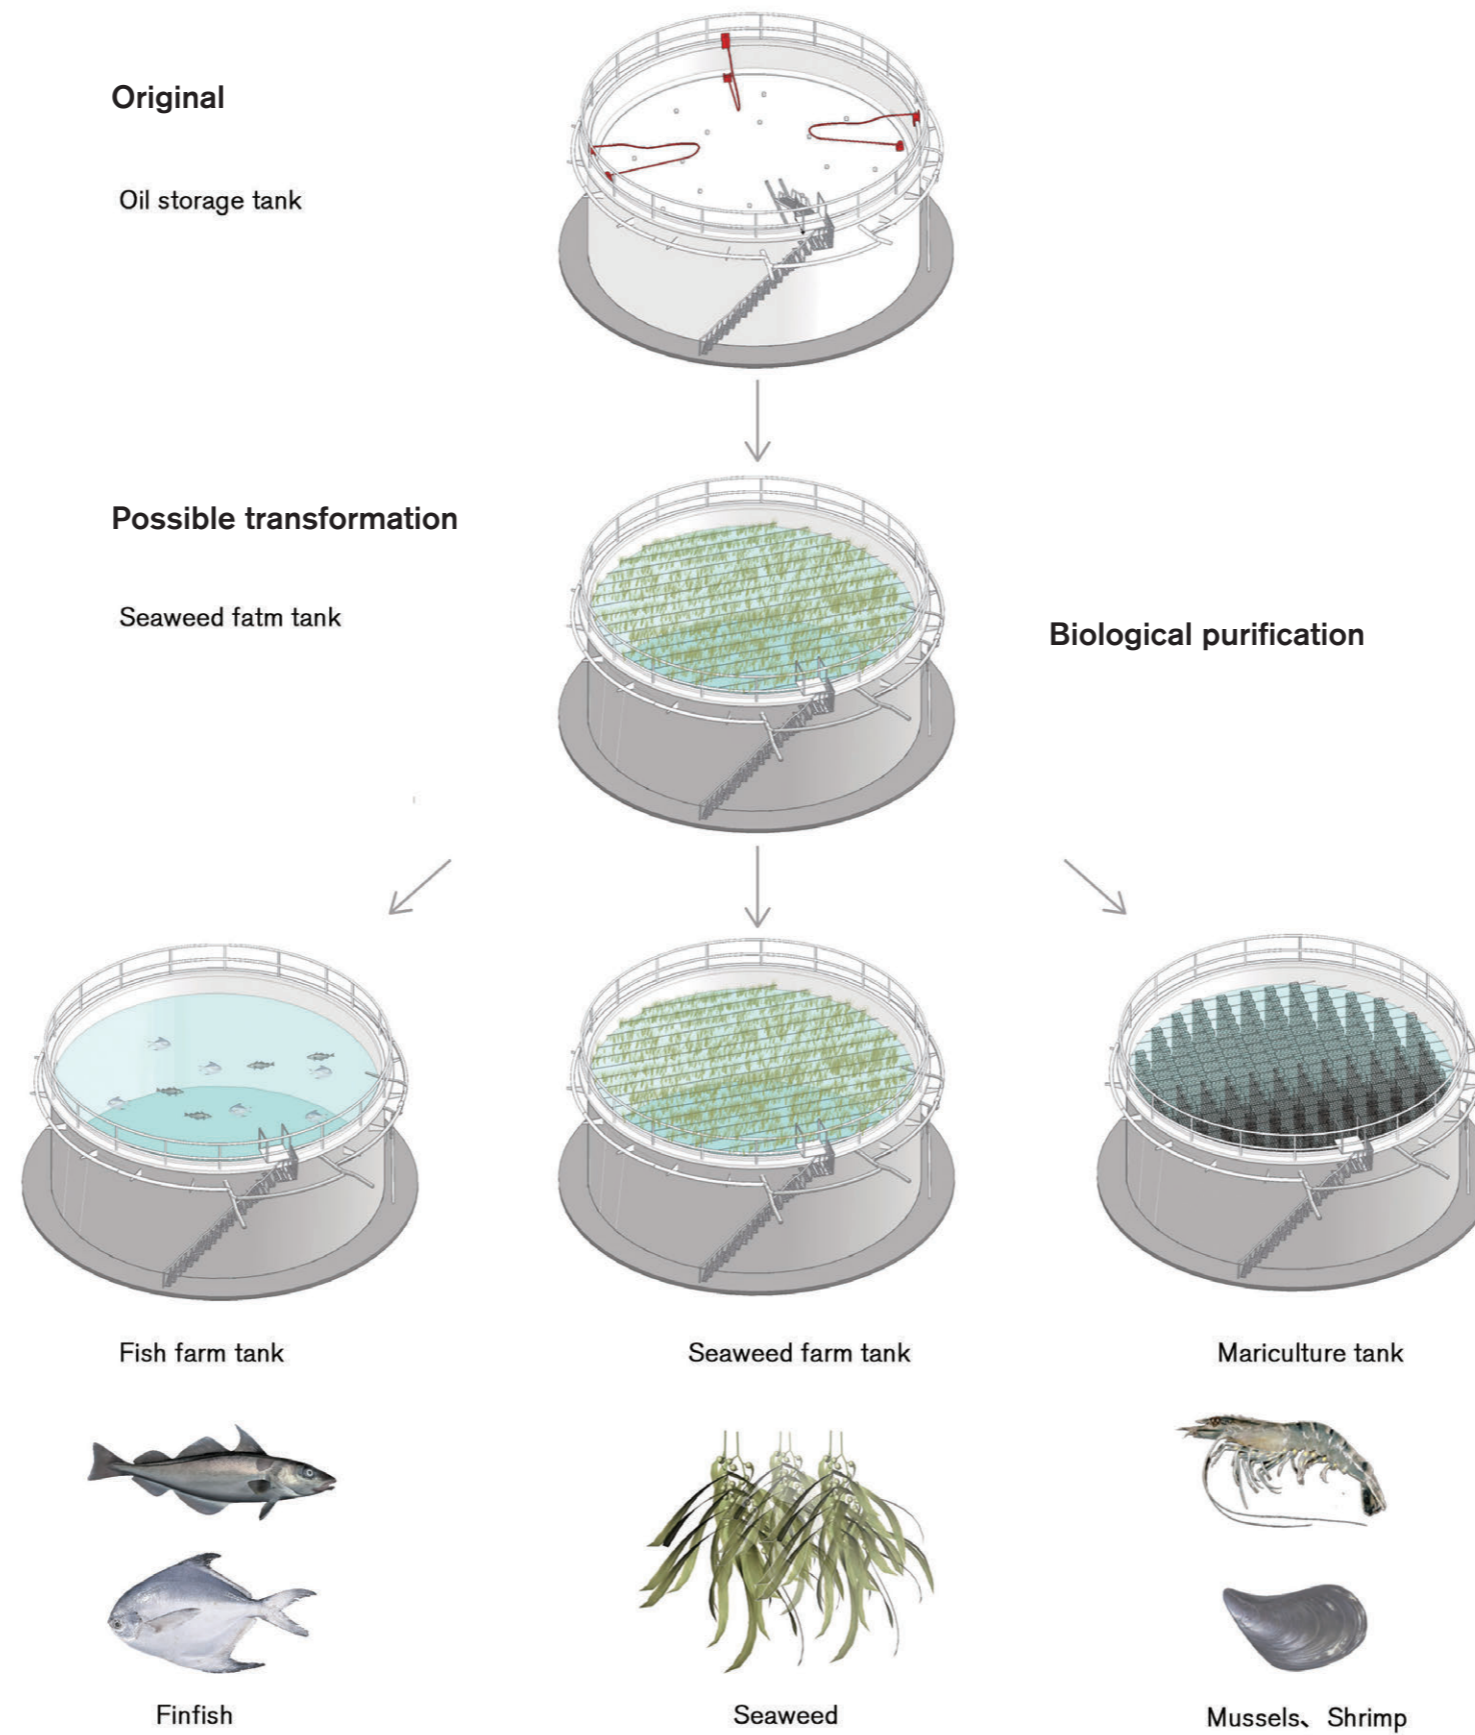 Original
Oil storage tank
Possible transformation
Seaweed fatm tank
Biological purification
Fish farm tank
Seaweed farm tank
Mariculture tank
Finfish
Seaweed
Mussels、Shrimp